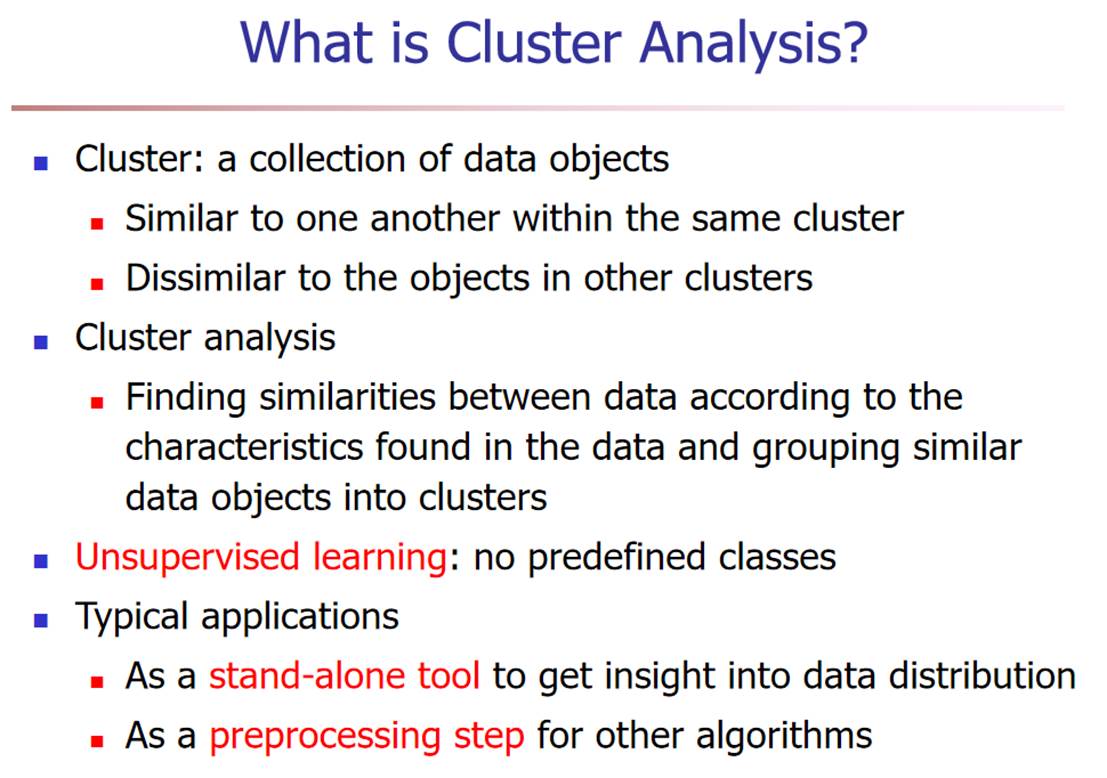 What is Cluster Analysis?
Cluster: a collection of data objects
Similar to one another within the same cluster
Dissimilar to the objects in other clusters
Cluster analysis
Finding similarities between data according to the
characteristics found in the data and grouping similar
data objects into clusters
Unsupervised learning: no predefined classes
Typical applications
As a stand-alone tool to get insight into data distribution
As a preprocessing step for other algorithms